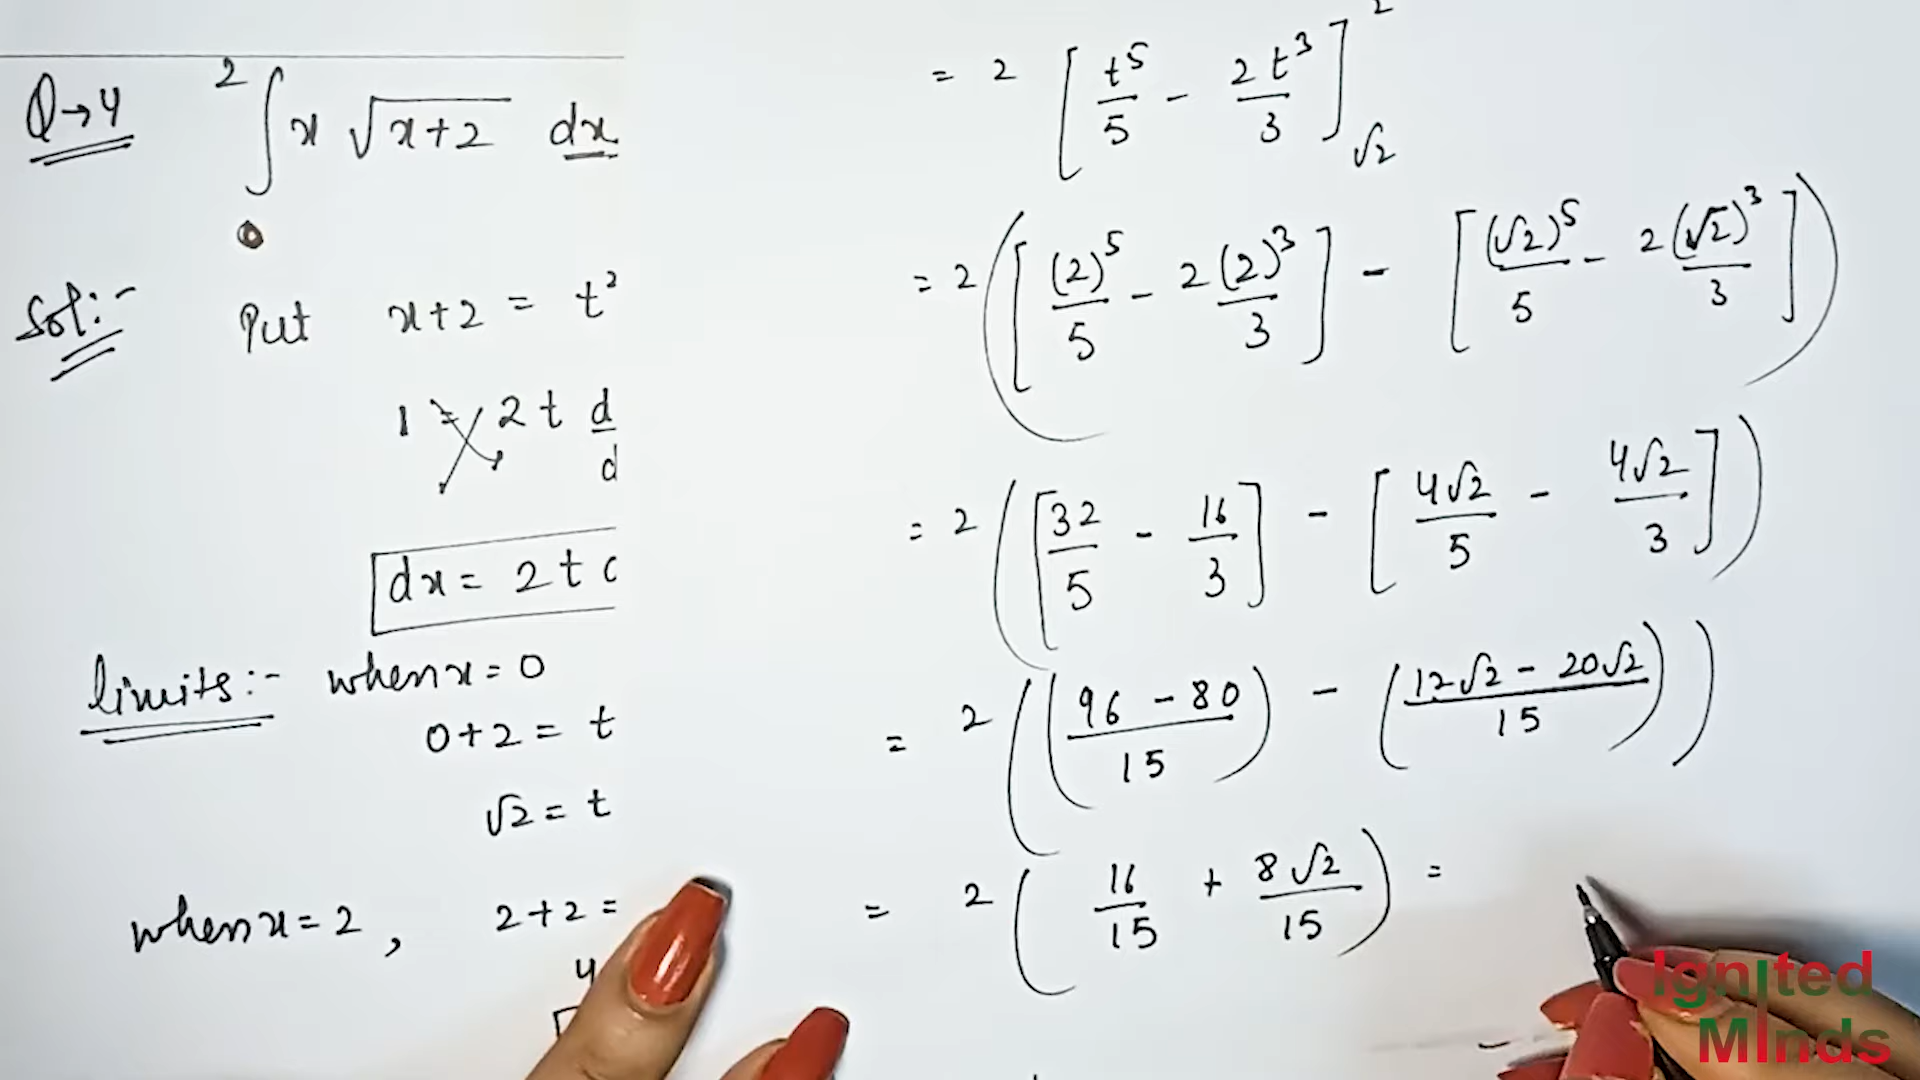 Q→4 2∫0 x √(x+2) dx
Sol:- Put x+2 = t²
1 = 2t d
d
dx = 2t
limits:- when x = 0
0+2 = t
√2 = t
when x = 2, 2+2 =
4
= 2 [t⁵/5 - 2t³/3]²√2
= 2([(2)⁵/5 - 2(2)³/3] - [(√2)⁵/5 - 2(√2)³/3])
= 2([32/5 - 16/3] - [4√2/5 - 4√2/3])
= 2((96 - 80/15) - (12√2 - 20√2/15))
= 2(16/15 + 8√2/15) =
Ignited
Minds